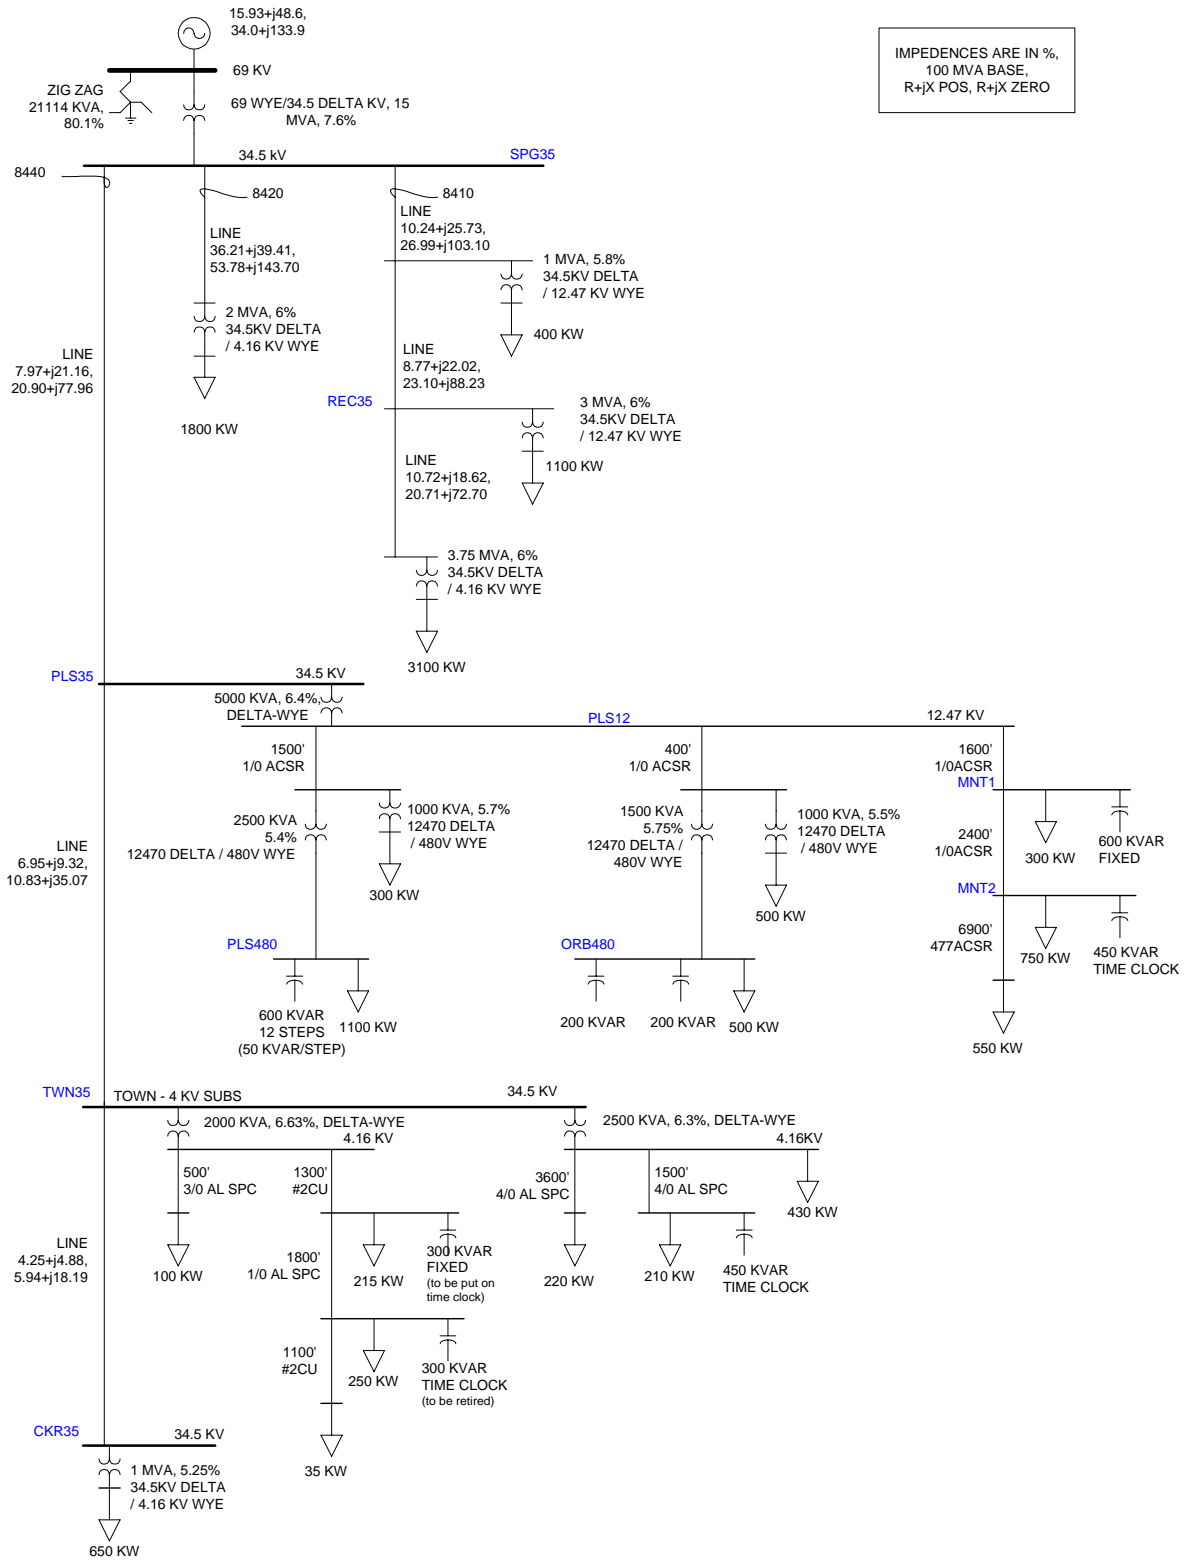 15.93+j48.6,
34.0+j133.9
IMPEDENCES ARE IN %,
100 MVA BASE,
R+jX POS, R+jX ZERO
69 KV
ZIG ZAG
21114 KVA,
80.1%
69 WYE/34.5 DELTA KV, 15
MVA, 7.6%
34.5 kV
SPG35
8440
8420
8410
LINE
10.24+j25.73,
26.99+j103.10
LINE
36.21+j39.41,
53.78+j143.70
1 MVA, 5.8%
34.5KV DELTA
/ 12.47 KV WYE
400 KW
2 MVA, 6%
34.5KV DELTA
/ 4.16 KV WYE
1800 KW
LINE
7.97+j21.16,
20.90+j77.96
LINE
8.77+j22.02,
23.10+j88.23
REC35
3 MVA, 6%
34.5KV DELTA
/ 12.47 KV WYE
1100 KW
LINE
10.72+j18.62,
20.71+j72.70
3.75 MVA, 6%
34.5KV DELTA
/ 4.16 KV WYE
3100 KW
PLS35
34.5 KV
5000 KVA, 6.4%,
DELTA-WYE
PLS12
12.47 KV
1500'
1/0 ACSR
400'
1/0 ACSR
1600'
1/0ACSR
MNT1
2500 KVA
5.4%
12470 DELTA / 480V WYE
1000 KVA, 5.7%
12470 DELTA
/ 480V WYE
300 KW
1500 KVA
5.75%
12470 DELTA /
480V WYE
1000 KVA, 5.5%
12470 DELTA
/ 480V WYE
500 KW
2400'
1/0ACSR
300 KW
600 KVAR
FIXED
MNT2
LINE
6.95+j9.32,
10.83+j35.07
6900'
477ACSR
750 KW
450 KVAR
TIME CLOCK
550 KW
PLS480
600 KVAR
12 STEPS
(50 KVAR/STEP)
1100 KW
ORB480
200 KVAR
200 KVAR
500 KW
TWN35
TOWN - 4 KV SUBS
34.5 KV
2000 KVA, 6.63%, DELTA-WYE
4.16 KV
2500 KVA, 6.3%, DELTA-WYE
4.16KV
500'
3/0 AL SPC
1300'
#2CU
3600'
4/0 AL SPC
1500'
4/0 AL SPC
430 KW
LINE
4.25+j4.88,
5.94+j18.19
100 KW
1800'
1/0 AL SPC
215 KW
300 KVAR
FIXED
(to be put on
time clock)
220 KW
210 KW
450 KVAR
TIME CLOCK
1100'
#2CU
250 KW
300 KVAR
TIME CLOCK
(to be retired)
35 KW
CKR35
34.5 KV
1 MVA, 5.25%
34.5KV DELTA
/ 4.16 KV WYE
650 KW